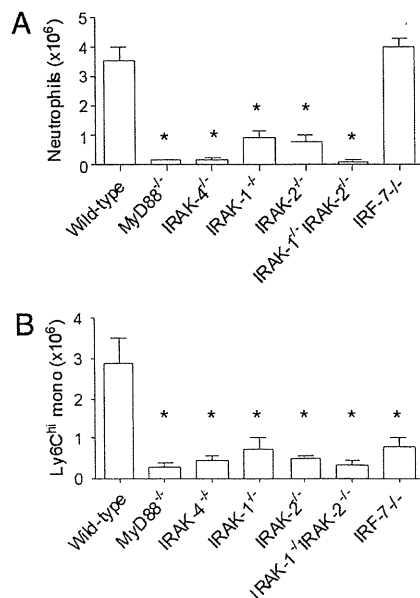 A
Neutrophils (x10⁶)
5
4
3
2
1
0
* * * * *
Wild-type
MyD88-/-
IRAK-4-/-
IRAK-1-/-
IRAK-2-/-
IRAK-1-/-IRAK-2-/-
IRF-7-/-
B
Ly6Chi mono (x10⁶)
4
3
2
1
0
* * * * * *
Wild-type
MyD88-/-
IRAK-4-/-
IRAK-1-/-
IRAK-2-/-
IRAK-1-/-IRAK-2-/-
IRF-7-/-